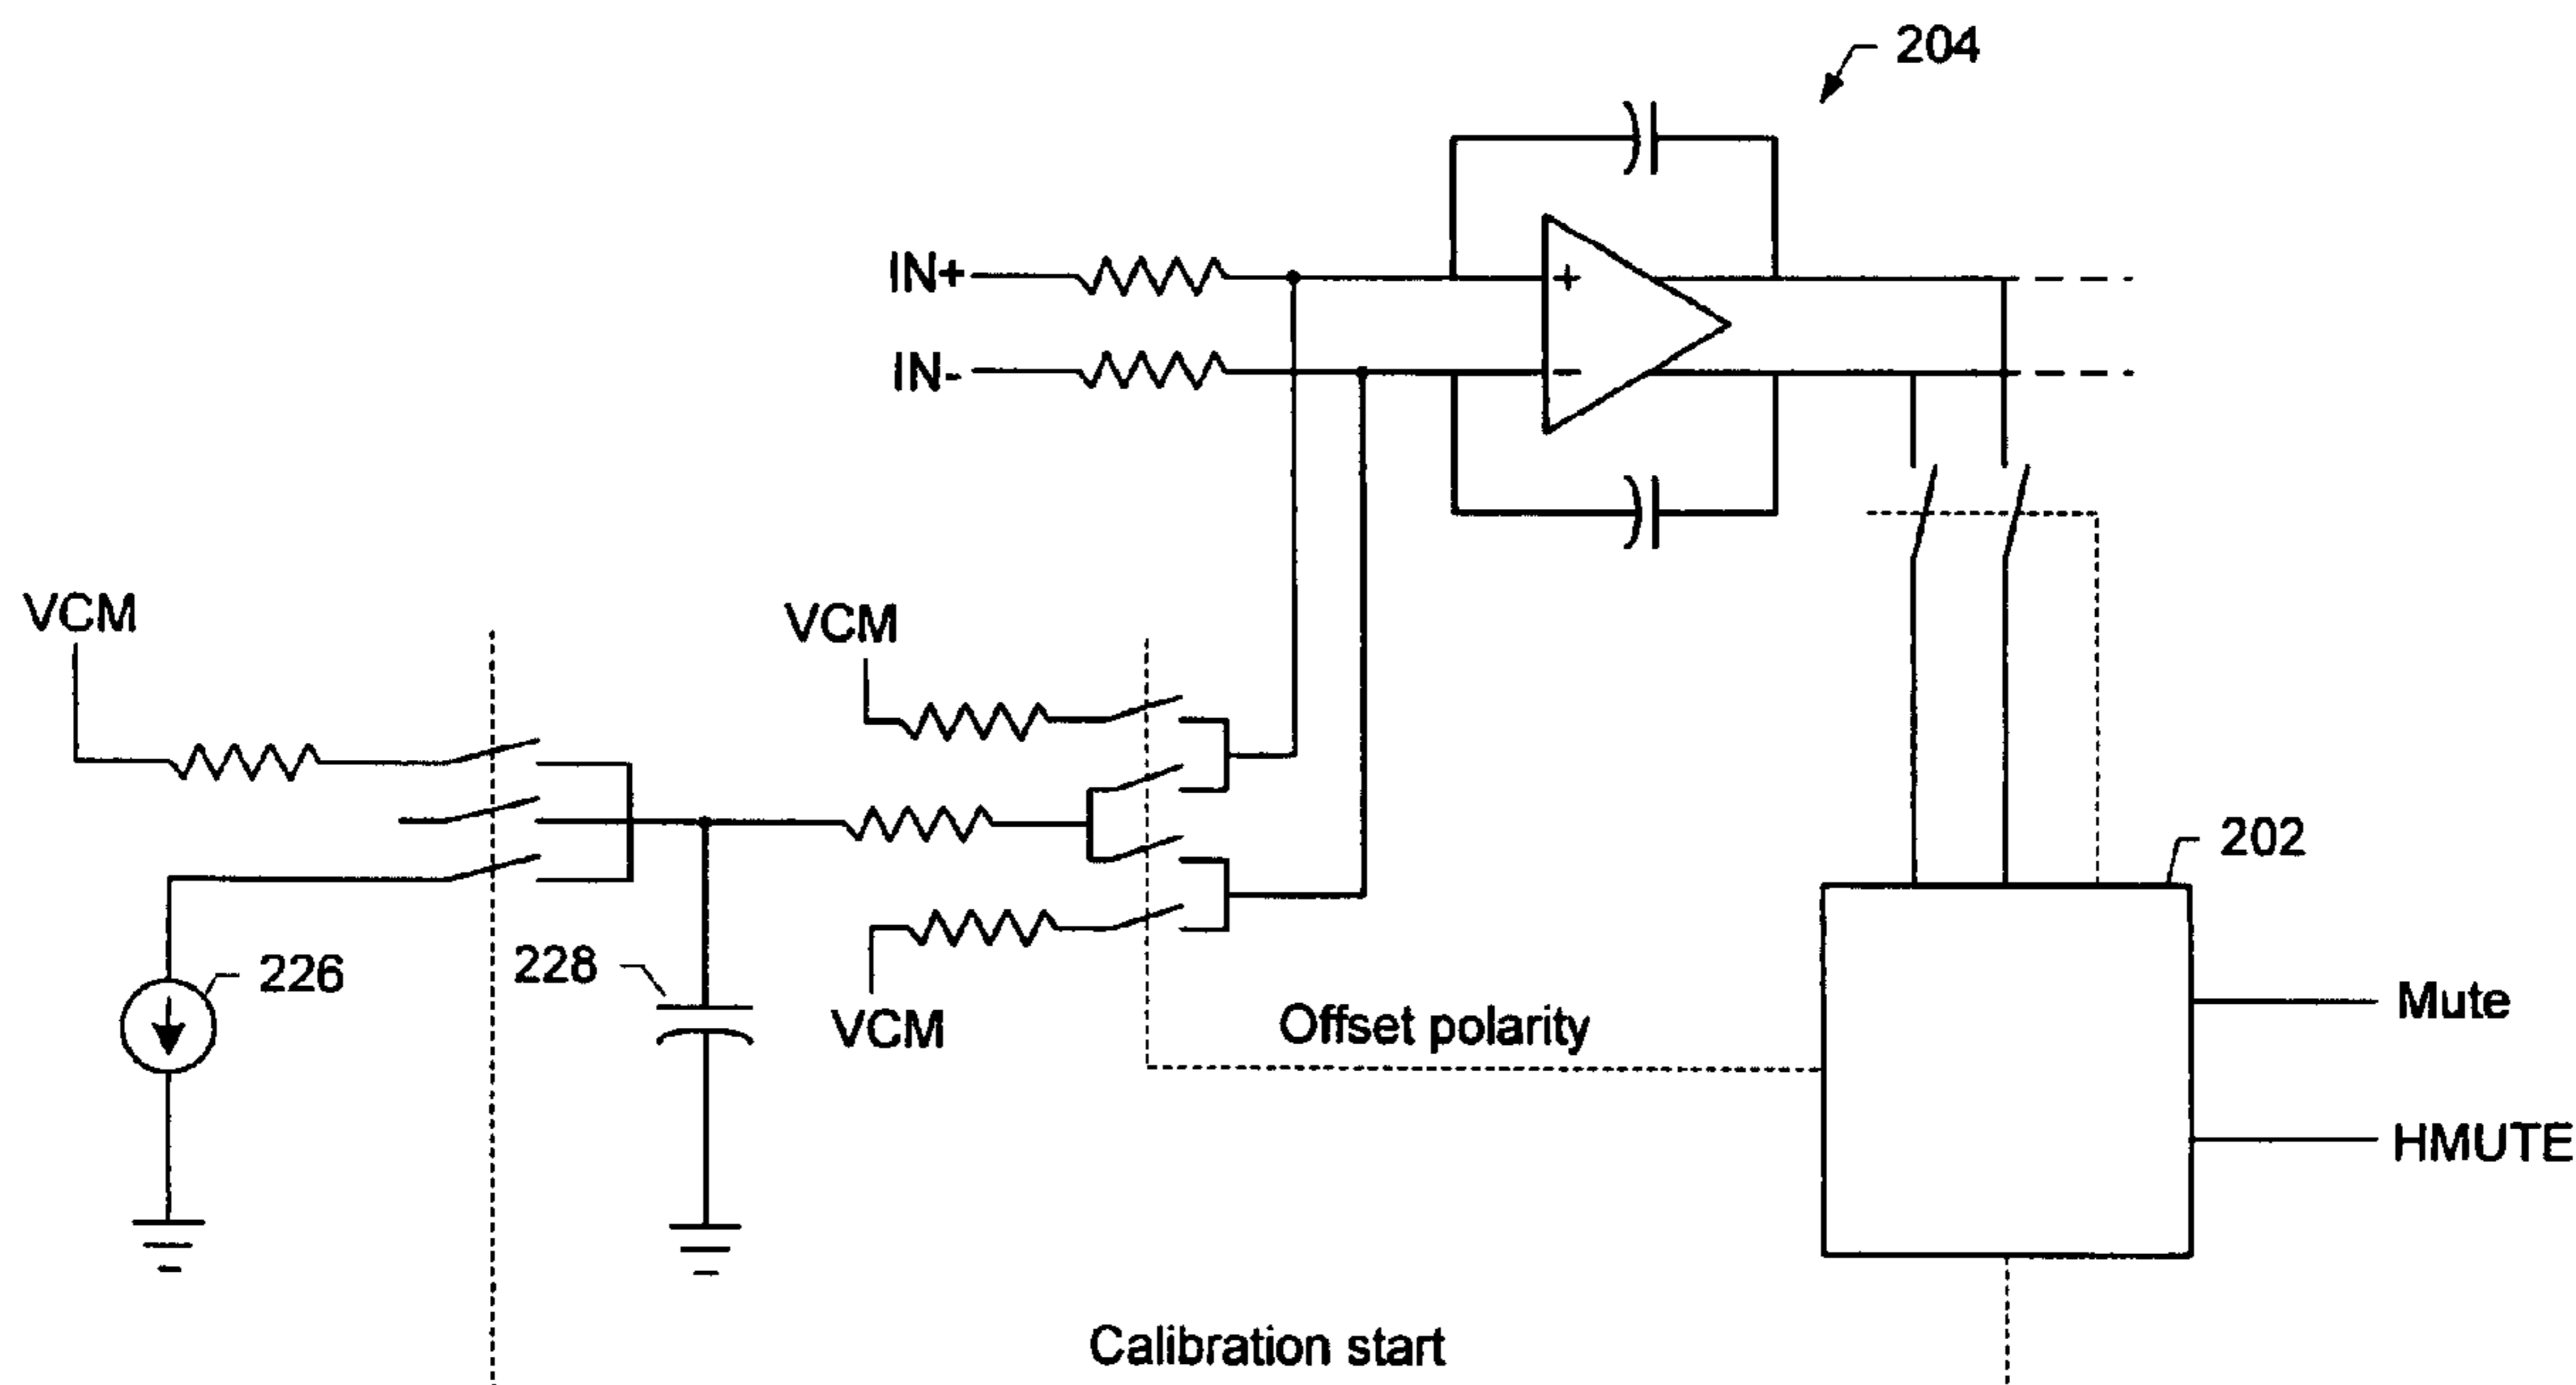 204
IN+
+
IN-
−
VCM
VCM
202
226
228
VCM
Offset polarity
Mute
HMUTE
Calibration start